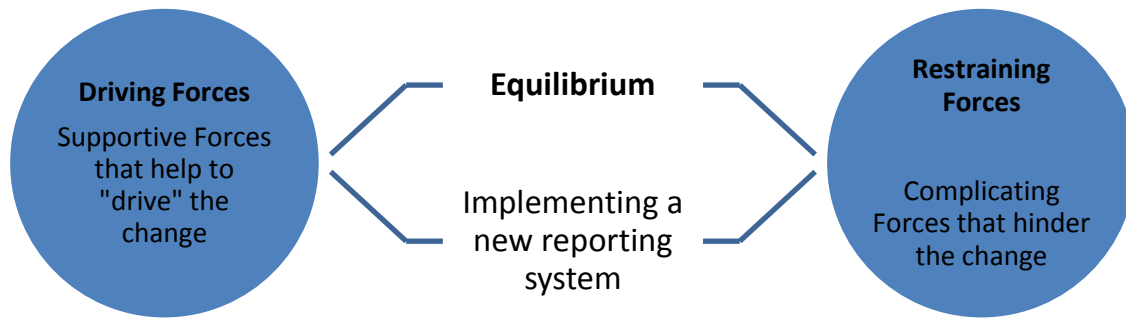 Driving Forces
Supportive Forces
that help to
"drive" the
change
Equilibrium
Implementing a
new reporting
system
Restraining
Forces
Complicating
Forces that hinder
the change